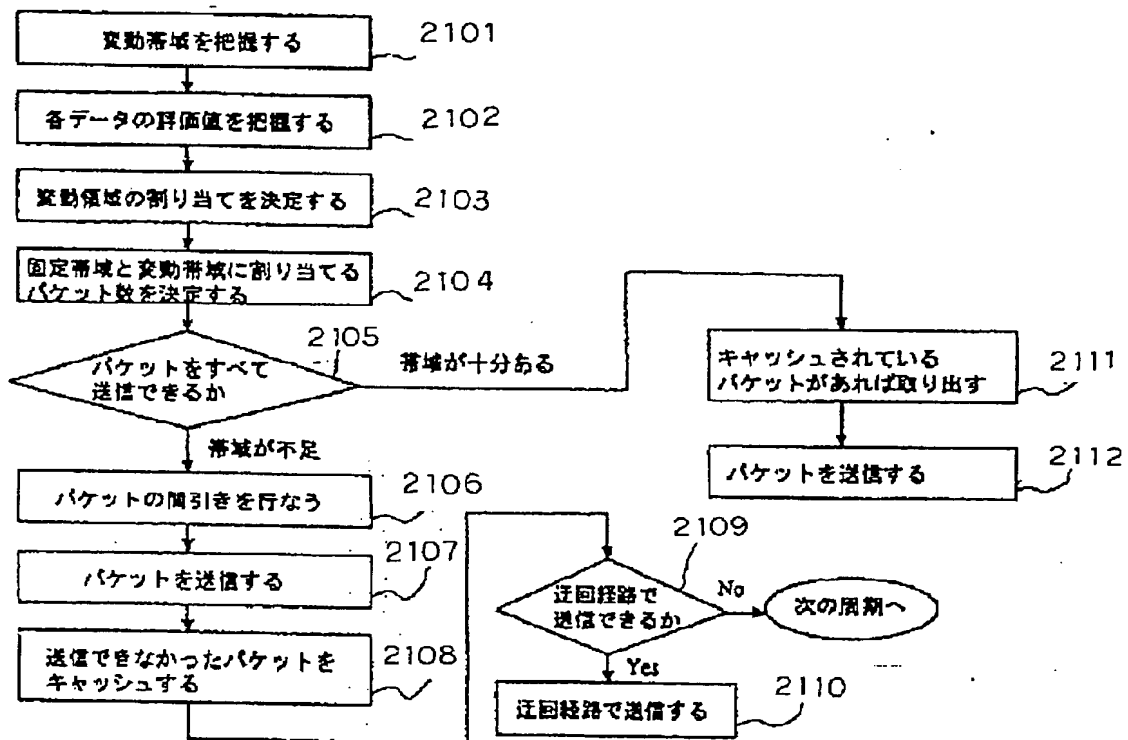 変動帯域を把握する
2101
各データの評価値を把握する
2102
変動領域の割り当てを決定する
2103
固定帯域と変動帯域に割り当てる
パケット数を決定する
2104
パケットをすべて
送信できるか
2105
帯域が十分ある
帯域が不足
キャッシュされている
パケットがあれば取り出す
2111
パケットを送信する
2112
パケットの間引きを行なう
2106
パケットを送信する
2107
送信できなかったパケットを
キャッシュする
2108
迂回経路で
送信できるか
2109
No
次の周期へ
Yes
迂回経路で送信する
2110